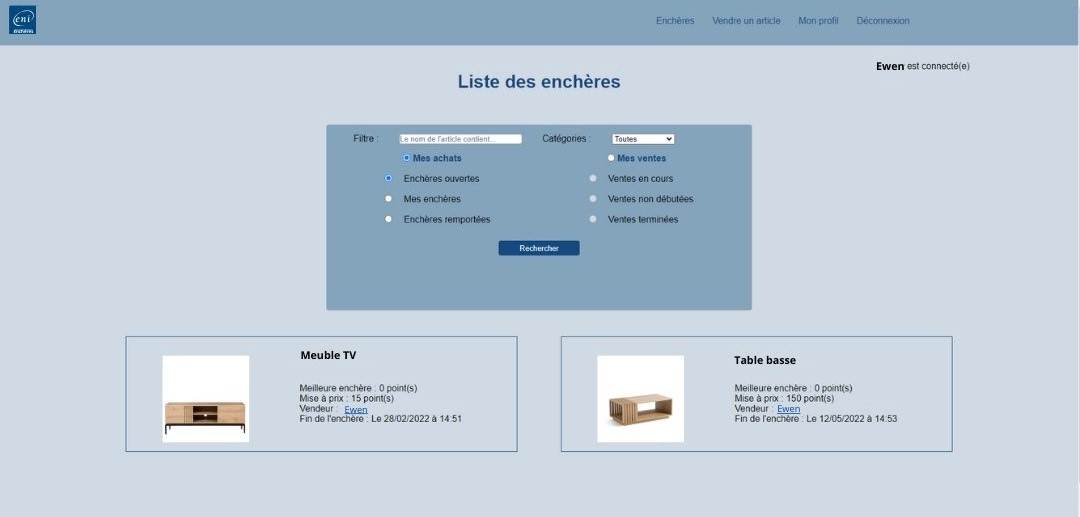 eni
ENCHÈRES
Enchères Vendre un article Mon profil Déconnexion
Ewen est connecté(e)
Liste des enchères
Filtre : Le nom de l'article contient... Catégories : Toutes
Mes achats Mes ventes
Enchères ouvertes Ventes en cours
Mes enchères Ventes non débutées
Enchères remportées Ventes terminées
Rechercher
Meuble TV
Meilleure enchère : 0 point(s)
Mise à prix : 15 point(s)
Vendeur : Ewen
Fin de l'enchère : Le 28/02/2022 à 14:51
Table basse
Meilleure enchère : 0 point(s)
Mise à prix : 150 point(s)
Vendeur : Ewen
Fin de l'enchère : Le 12/05/2022 à 14:53